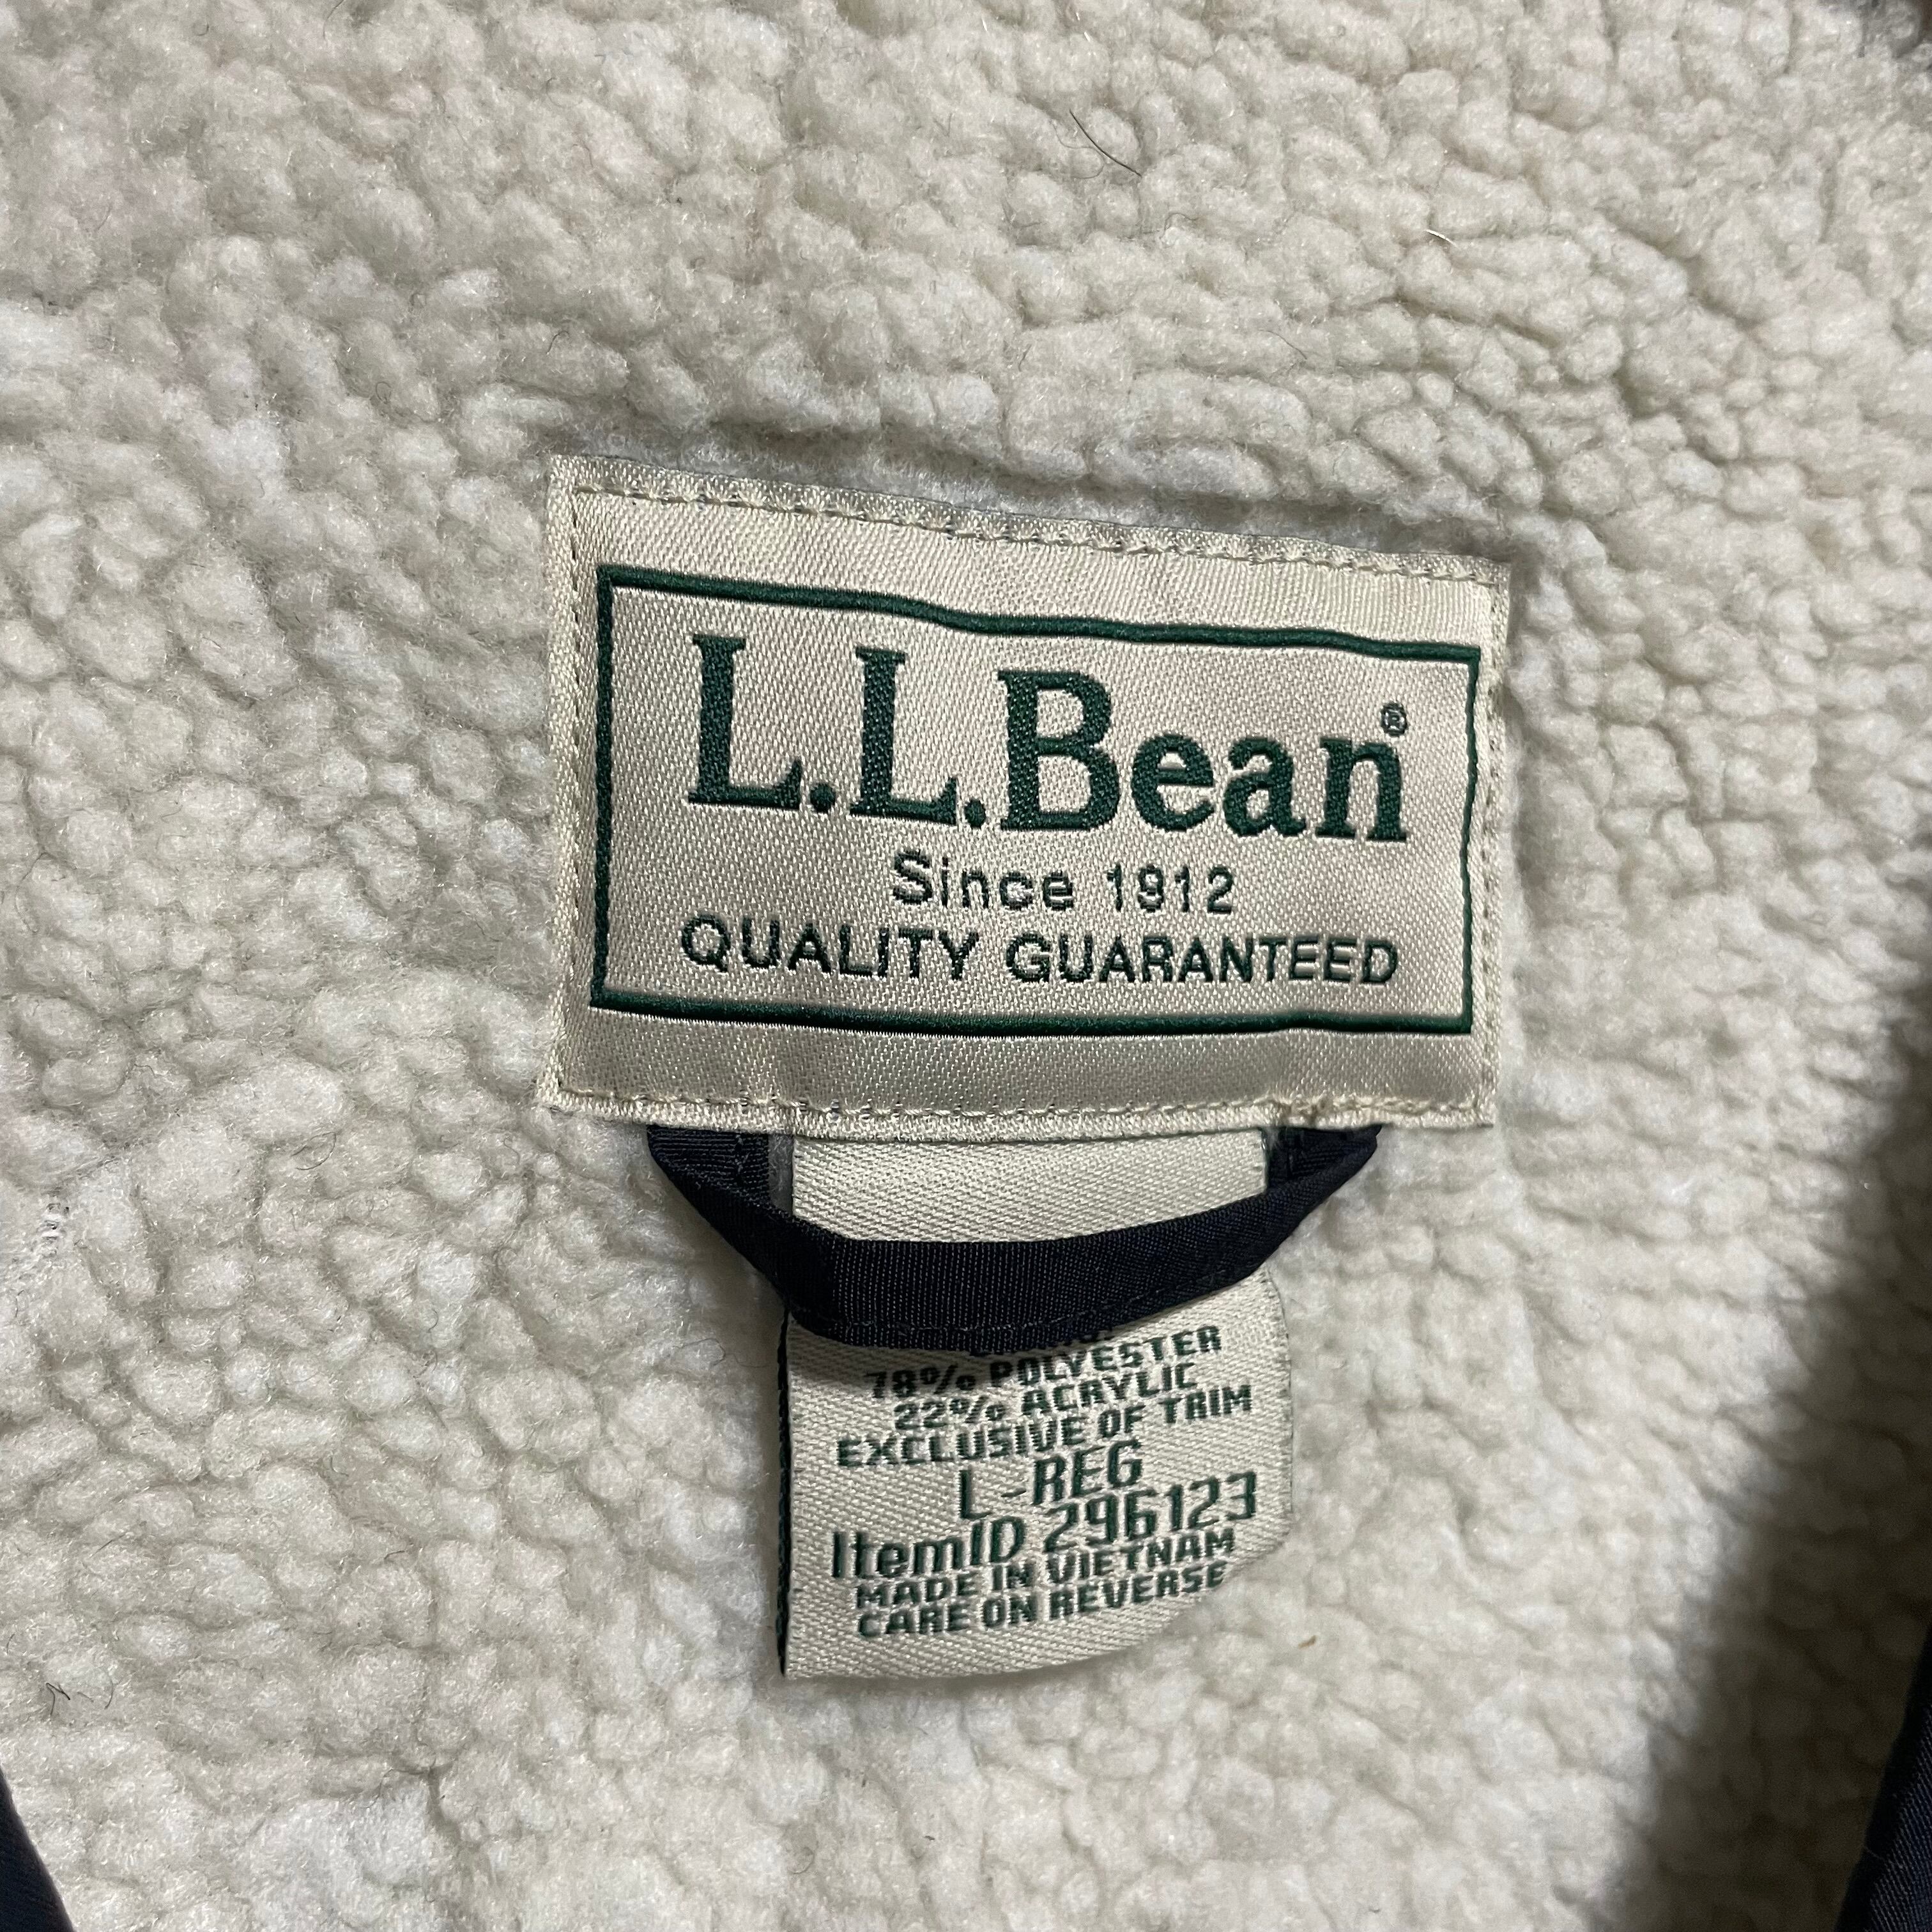 L.L.Bean®
Since 1912
QUALITY GUARANTEED
78% POLYESTER
22% ACRYLIC
EXCLUSIVE OF TRIM
L-REG
ItemID 296123
MADE IN VIETNAM
CARE ON REVERSE